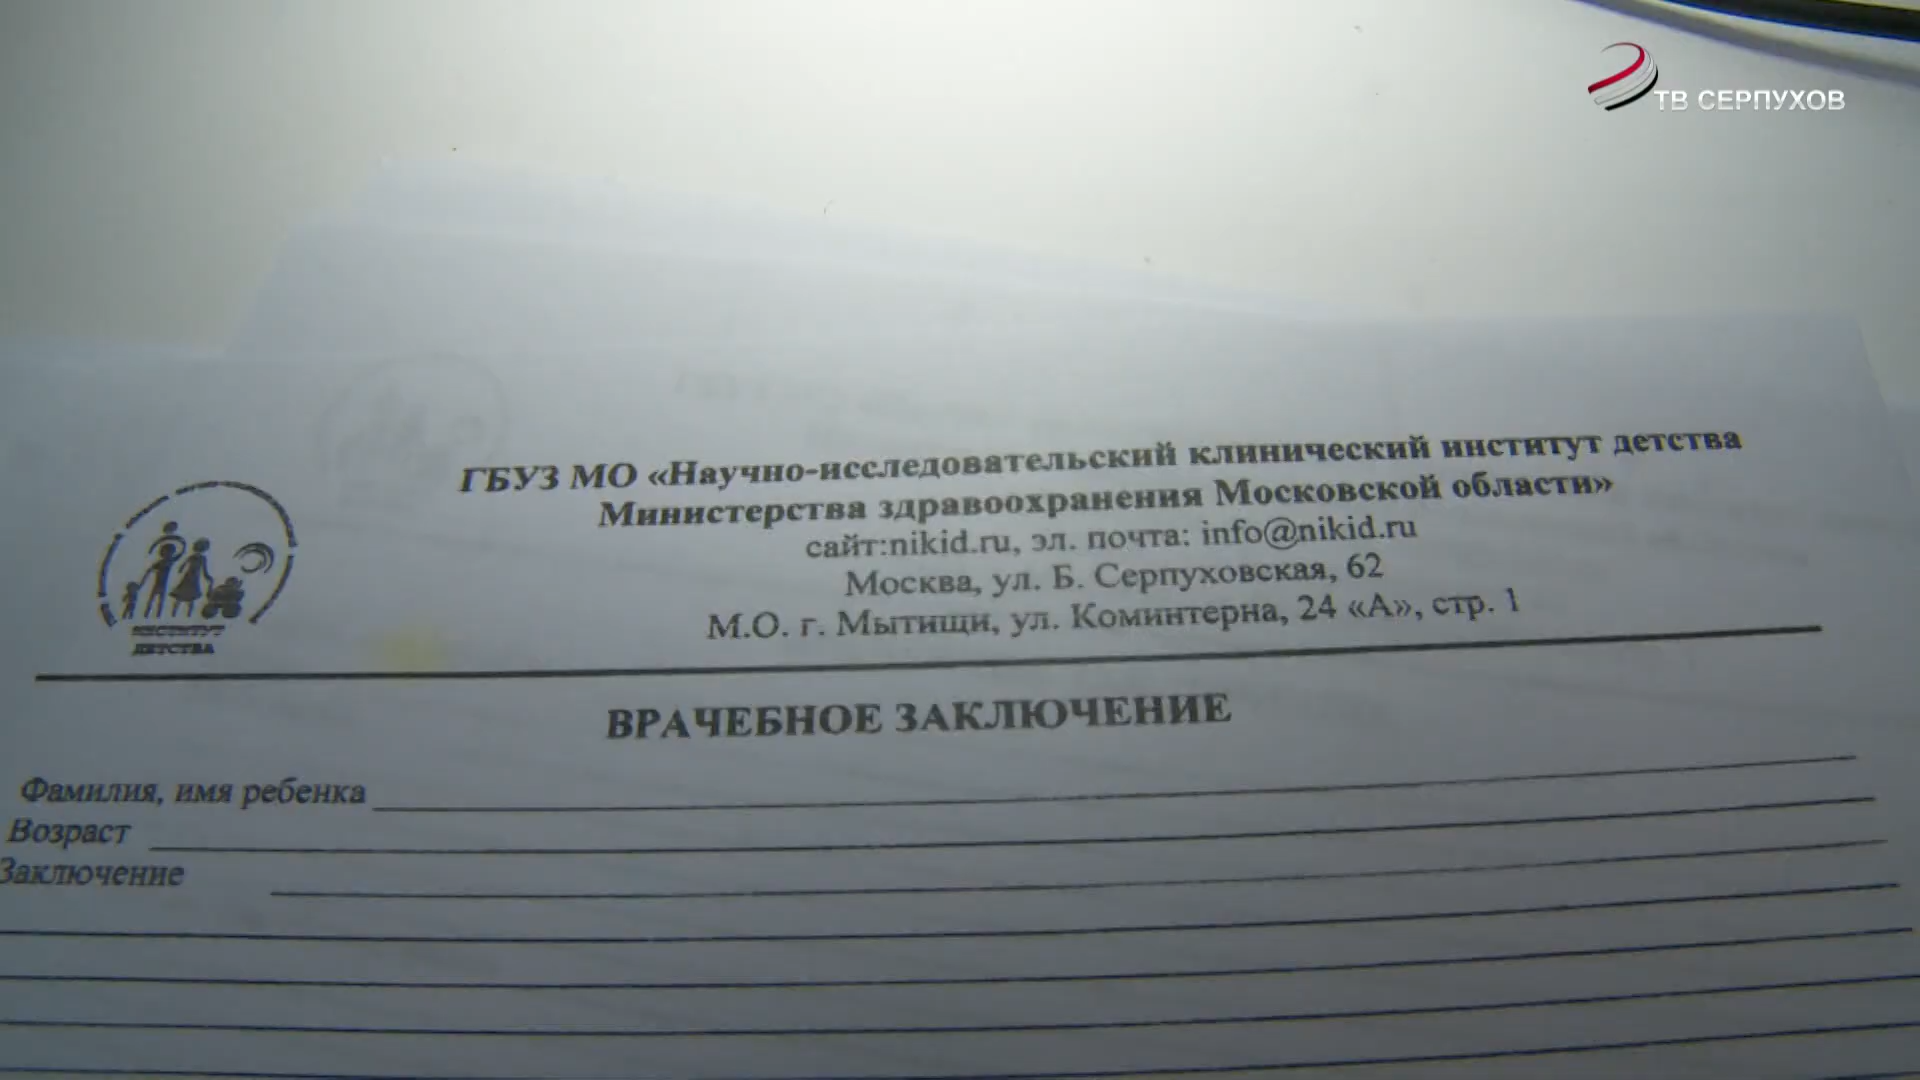 ТВ СЕРПУХОВ
ГБУЗ МО «Научно-исследовательский клинический институт детства
Министерства здравоохранения Московской области»
сайт:nikid.ru, эл. почта: info@nikid.ru
Москва, ул. Б. Серпуховская, 62
М.О. г. Мытищи, ул. Коминтерна, 24 «А», стр. 1
ИНСТИТУТ
ДЕТСТВА
ВРАЧЕБНОЕ ЗАКЛЮЧЕНИЕ
Фамилия, имя ребенка
Возраст
Заключение